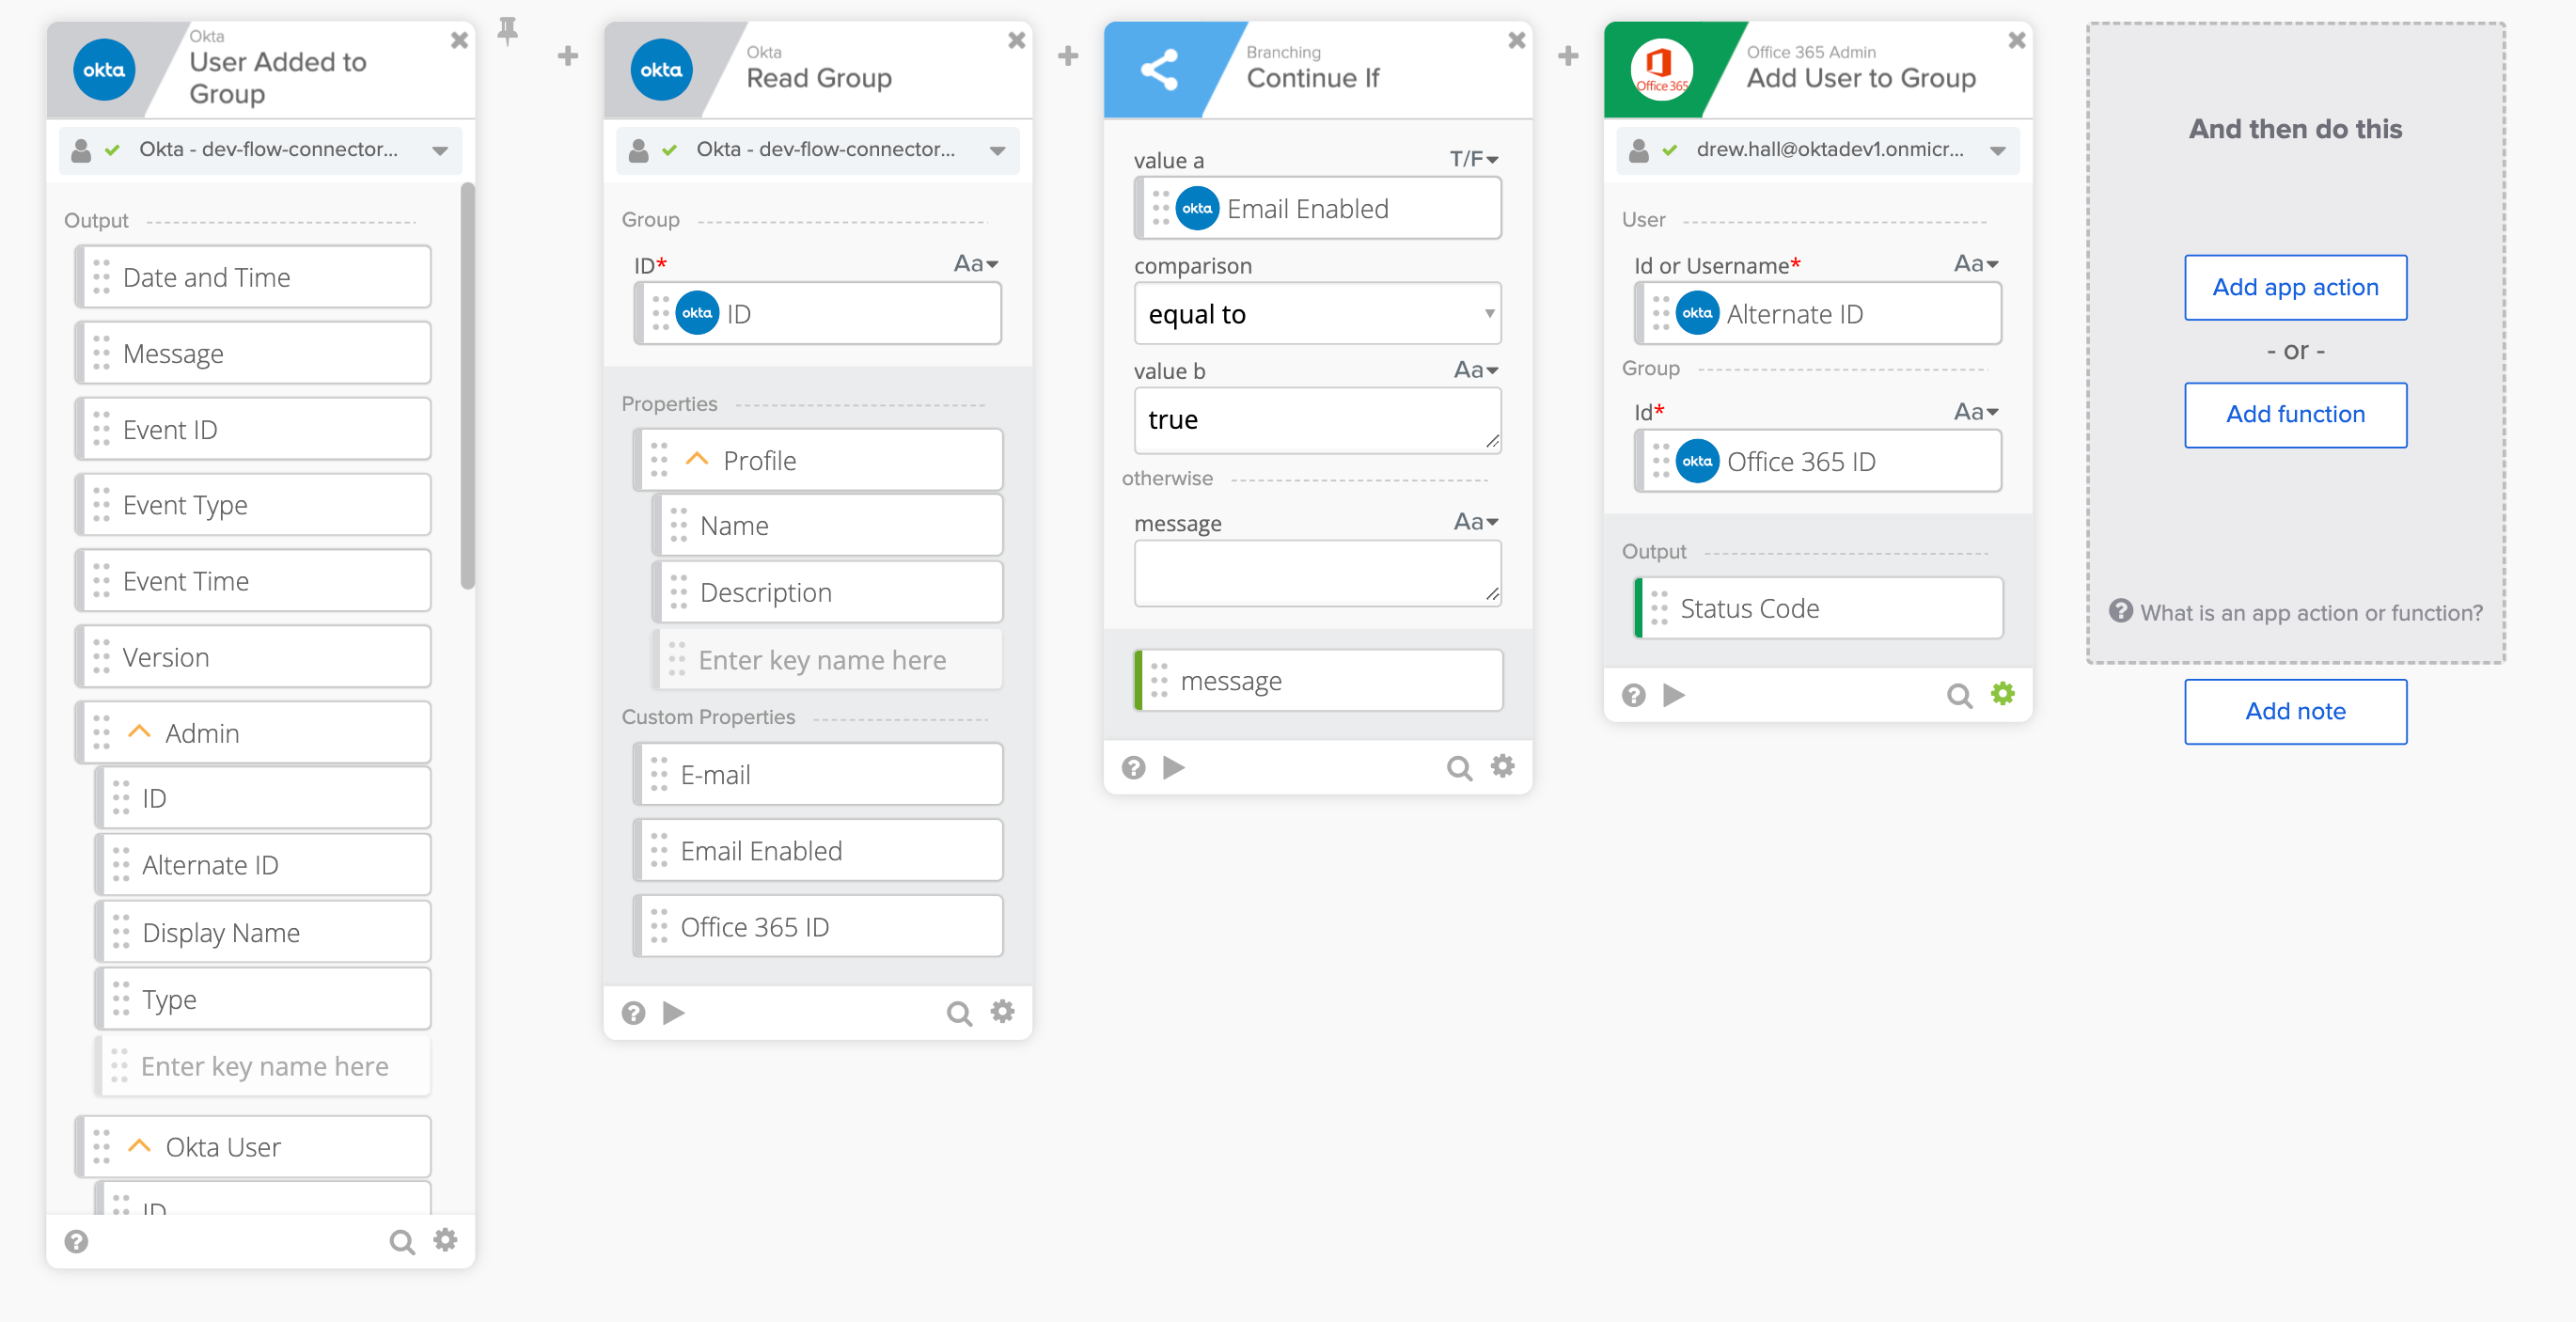 okta
Okta
User Added to
Group
Okta - dev-flow-connector...
Output
Date and Time
Message
Event ID
Event Type
Event Time
Version
Admin
ID
Alternate ID
Display Name
Type
Enter key name here
Okta User
ID
okta
Okta
Read Group
Okta - dev-flow-connector...
Group
ID* Aa
okta ID
Properties
Profile
Name
Description
Enter key name here
Custom Properties
E-mail
Email Enabled
Office 365 ID
Branching
Continue If
value a T/F
okta Email Enabled
comparison
equal to
value b Aa
true
otherwise
message Aa
message
Office 365
Office 365 Admin
Add User to Group
drew.hall@oktadev1.onmicr...
User
Id or Username* Aa
okta Alternate ID
Group
Id* Aa
okta Office 365 ID
Output
Status Code
And then do this
Add app action
- or -
Add function
What is an app action or function?
Add note